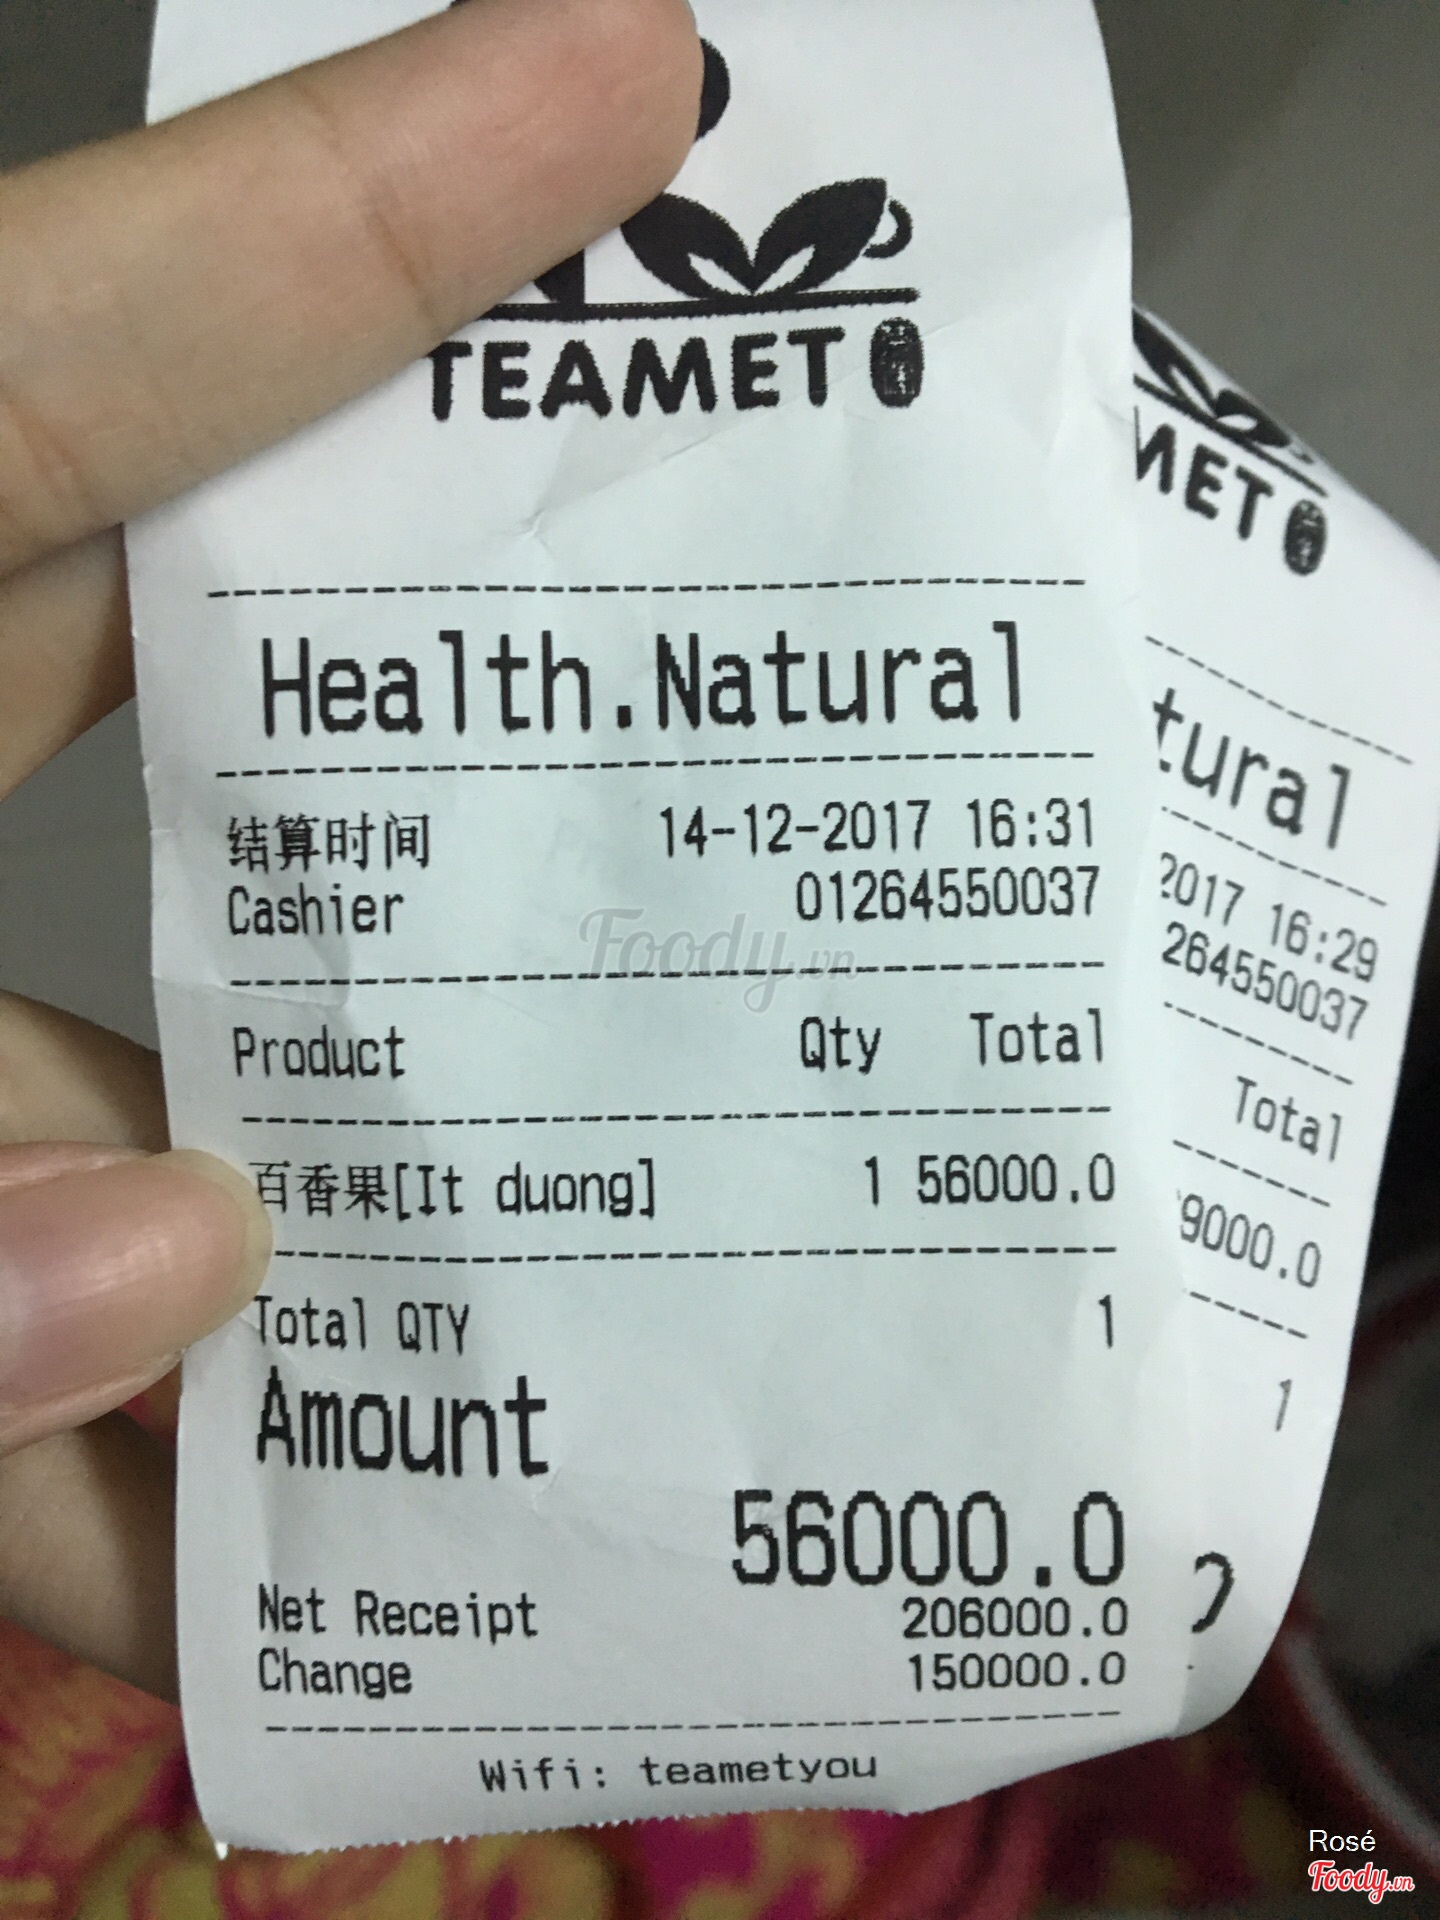 TEAMET
Health.Natural
结算时间 14-12-2017 16:31
Cashier 01264550037
Product Qty Total
百香果[It duong] 1 56000.0
Total QTY 1
Amount
56000.0
Net Receipt 206000.0
Change 150000.0
Wifi: teametyou
MET
tural
2017 16:29
264550037
Total
9000.0
1
Foody.vn
Rosé
Foody.vn